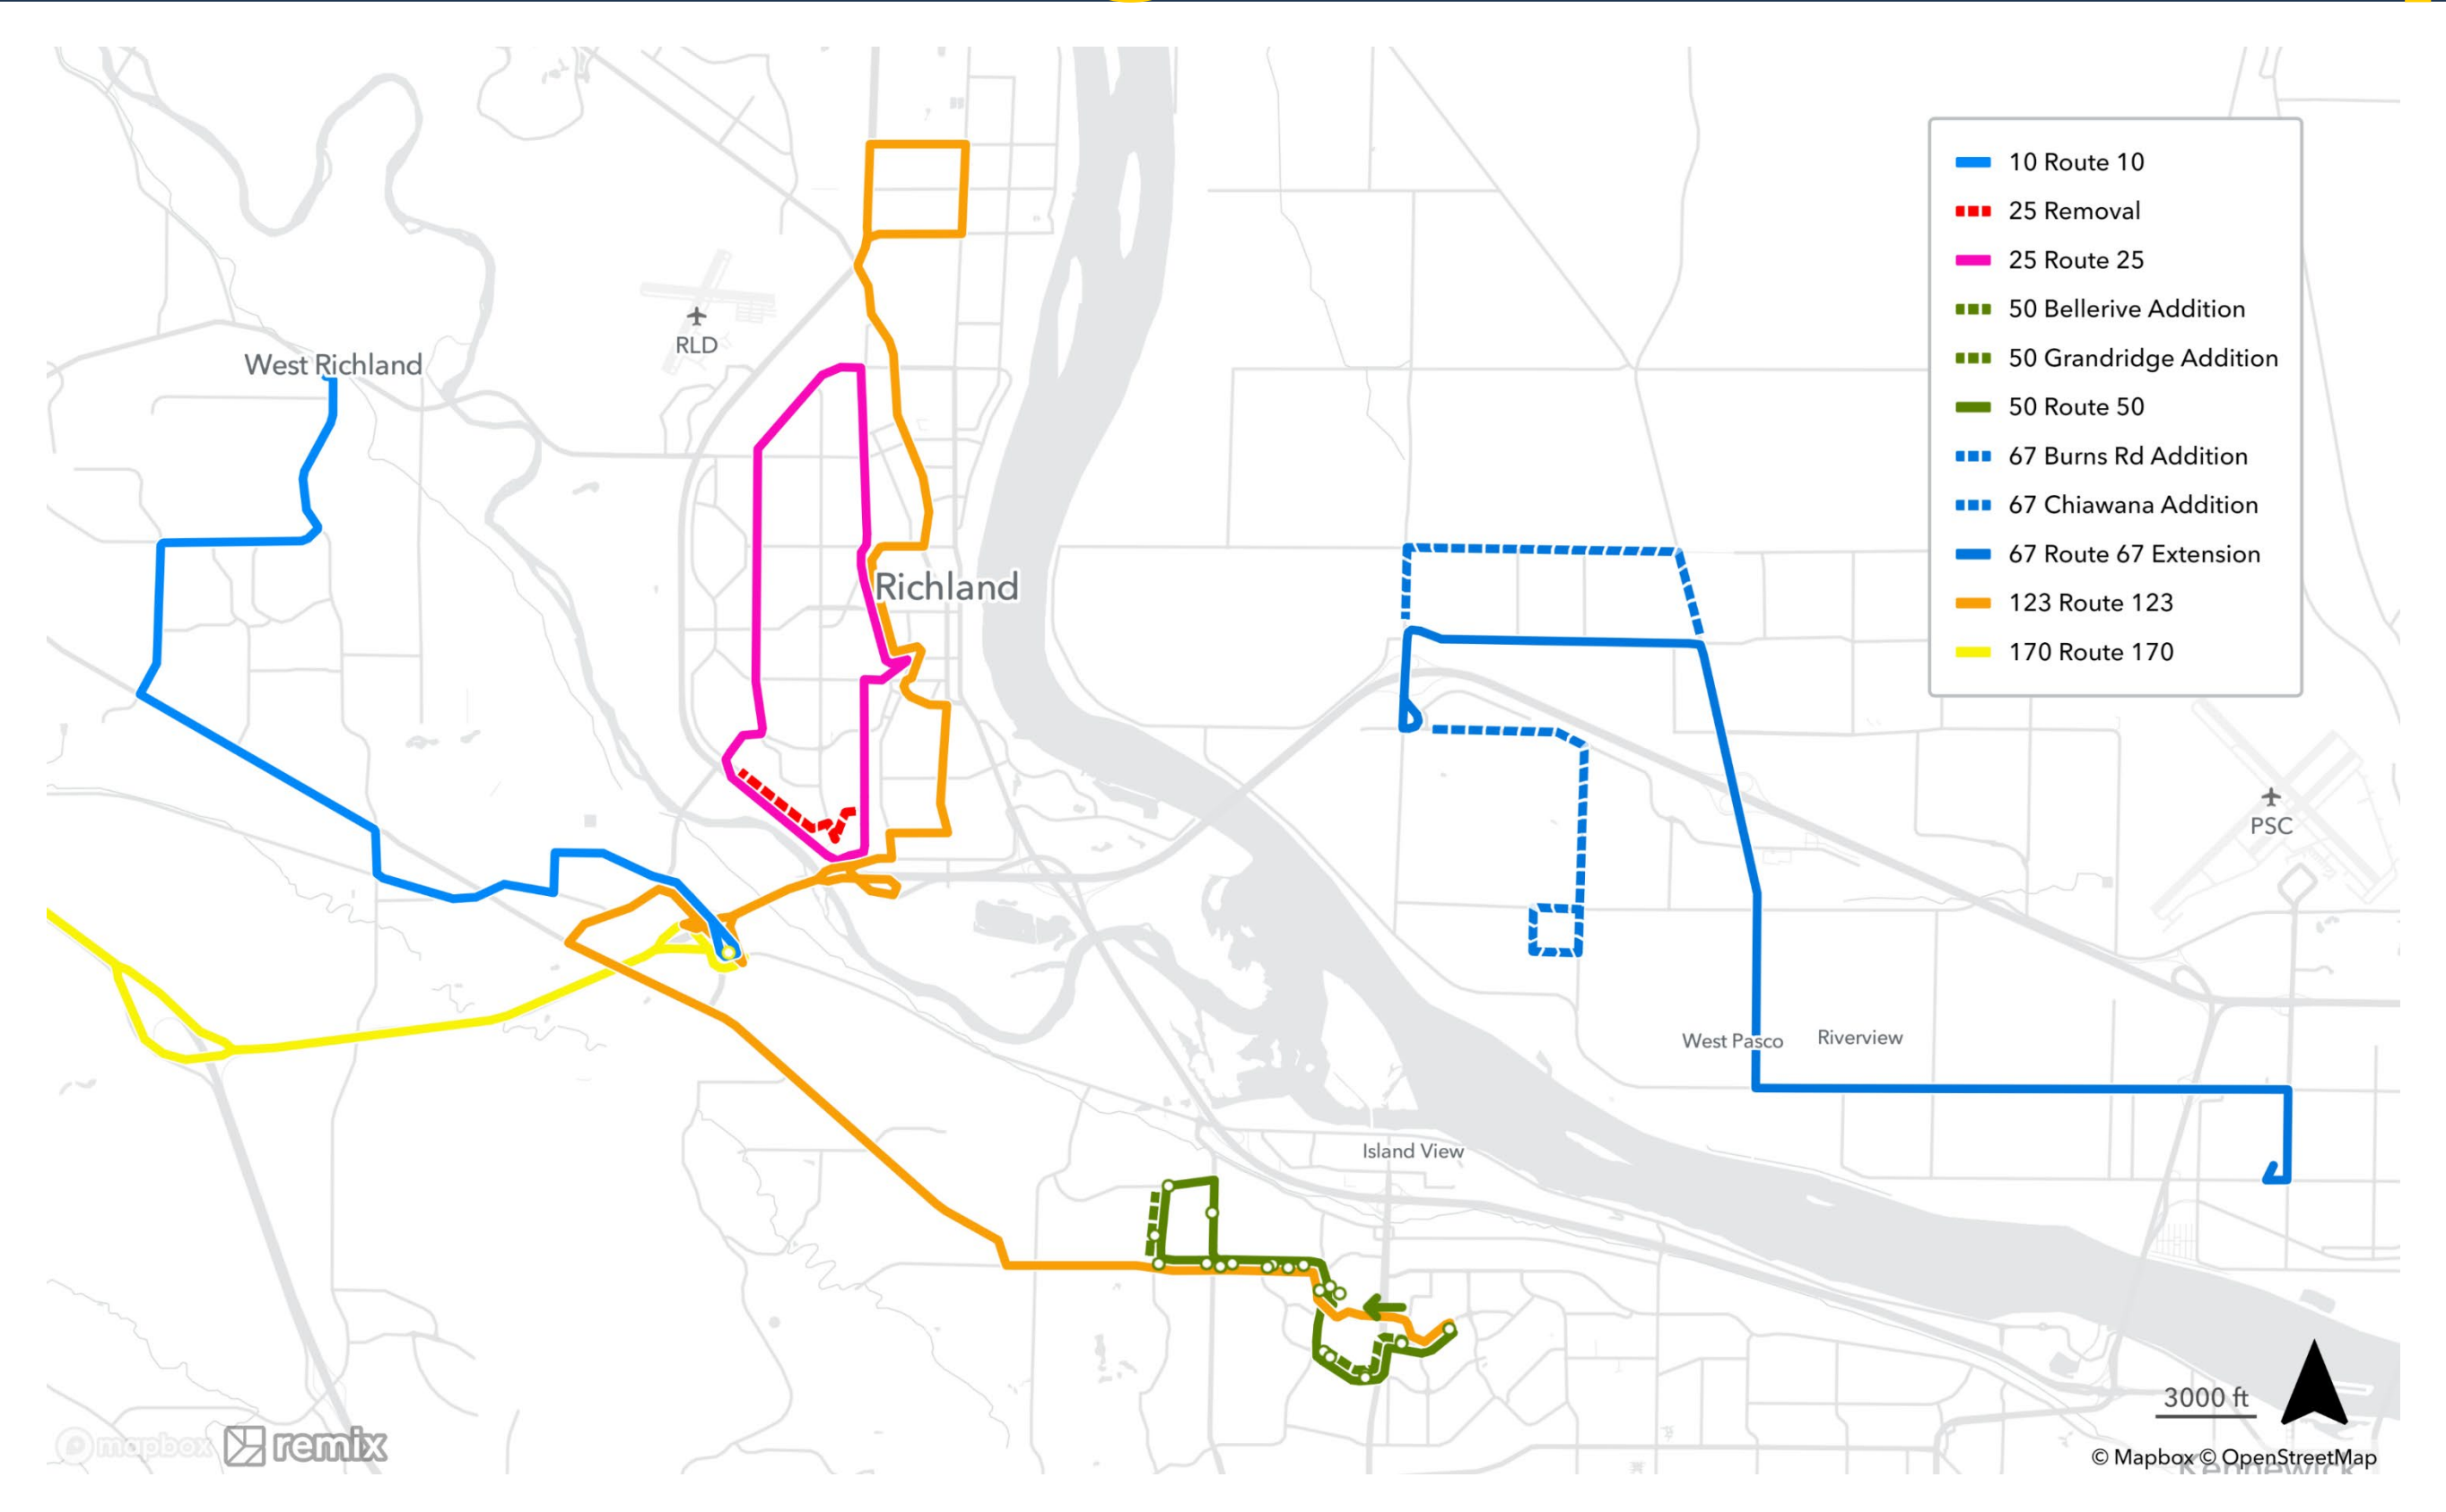 10 Route 10
25 Removal
25 Route 25
50 Bellerive Addition
50 Grandridge Addition
50 Route 50
67 Burns Rd Addition
67 Chiawana Addition
67 Route 67 Extension
123 Route 123
170 Route 170
RLD
West Richland
Richland
PSC
West Pasco
Riverview
Island View
3000 ft
mapbox
remix
© Mapbox © OpenStreetMap
Kennewick